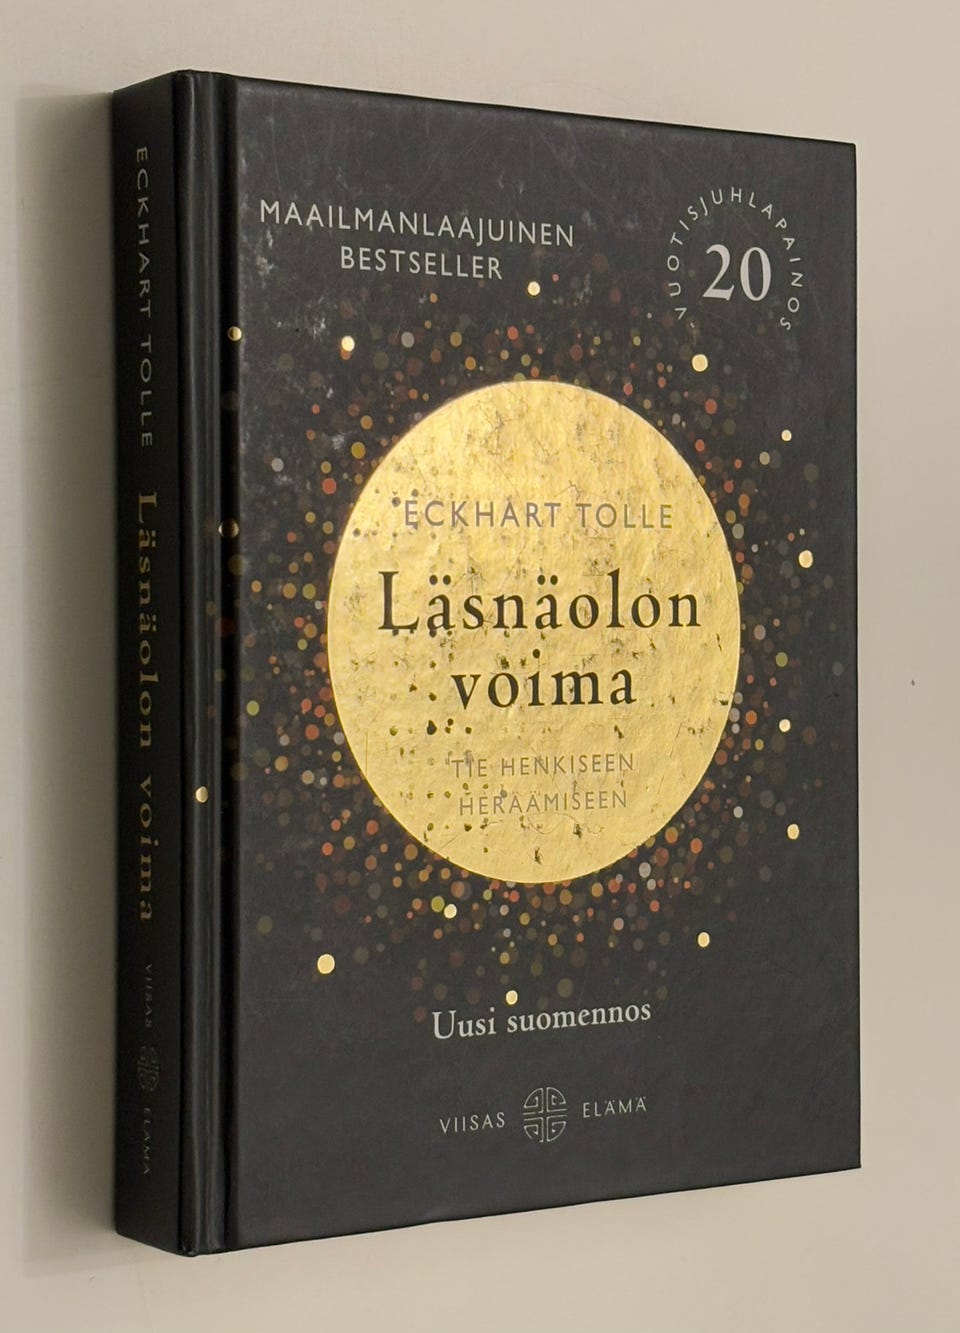 ECKHART TOLLE Läsnäolon voima VIISAS ELÄMÄ
MAAILMANLAAJUINEN
BESTSELLER
-VUOTISJUHLAPAINOS
20
ECKHART TOLLE
Läsnäolon
voima
TIE HENKISEEN
HERÄÄMISEEN
Uusi suomennos
VIISAS ELÄMÄ